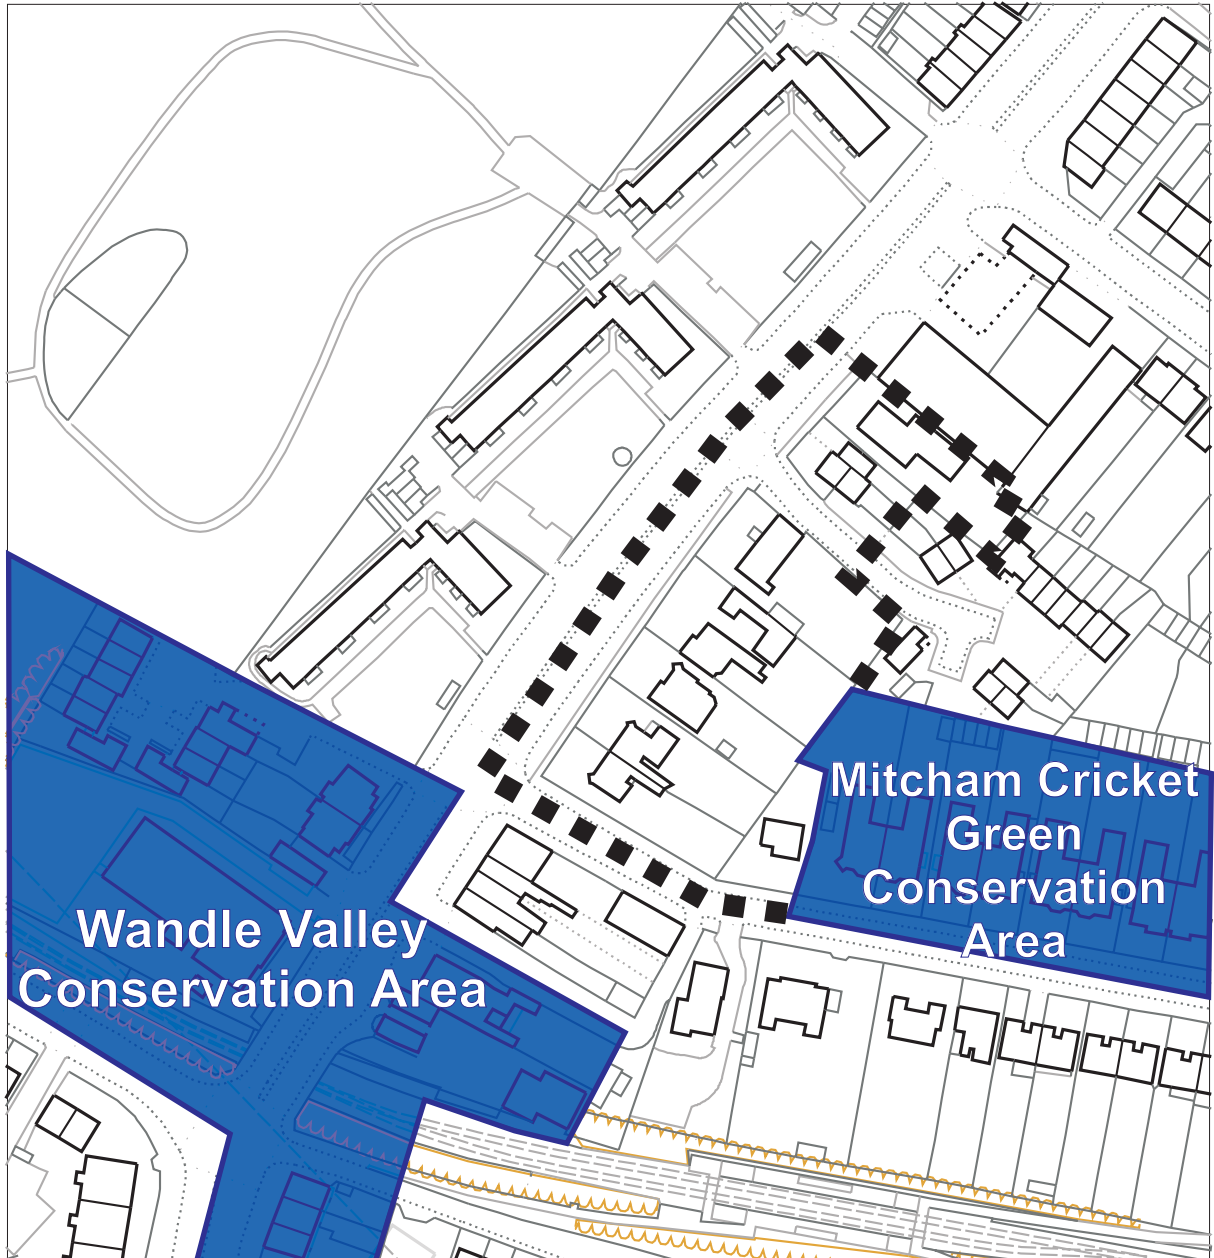 Mitcham Cricket
Green
Conservation
Area
Wandle Valley
Conservation Area